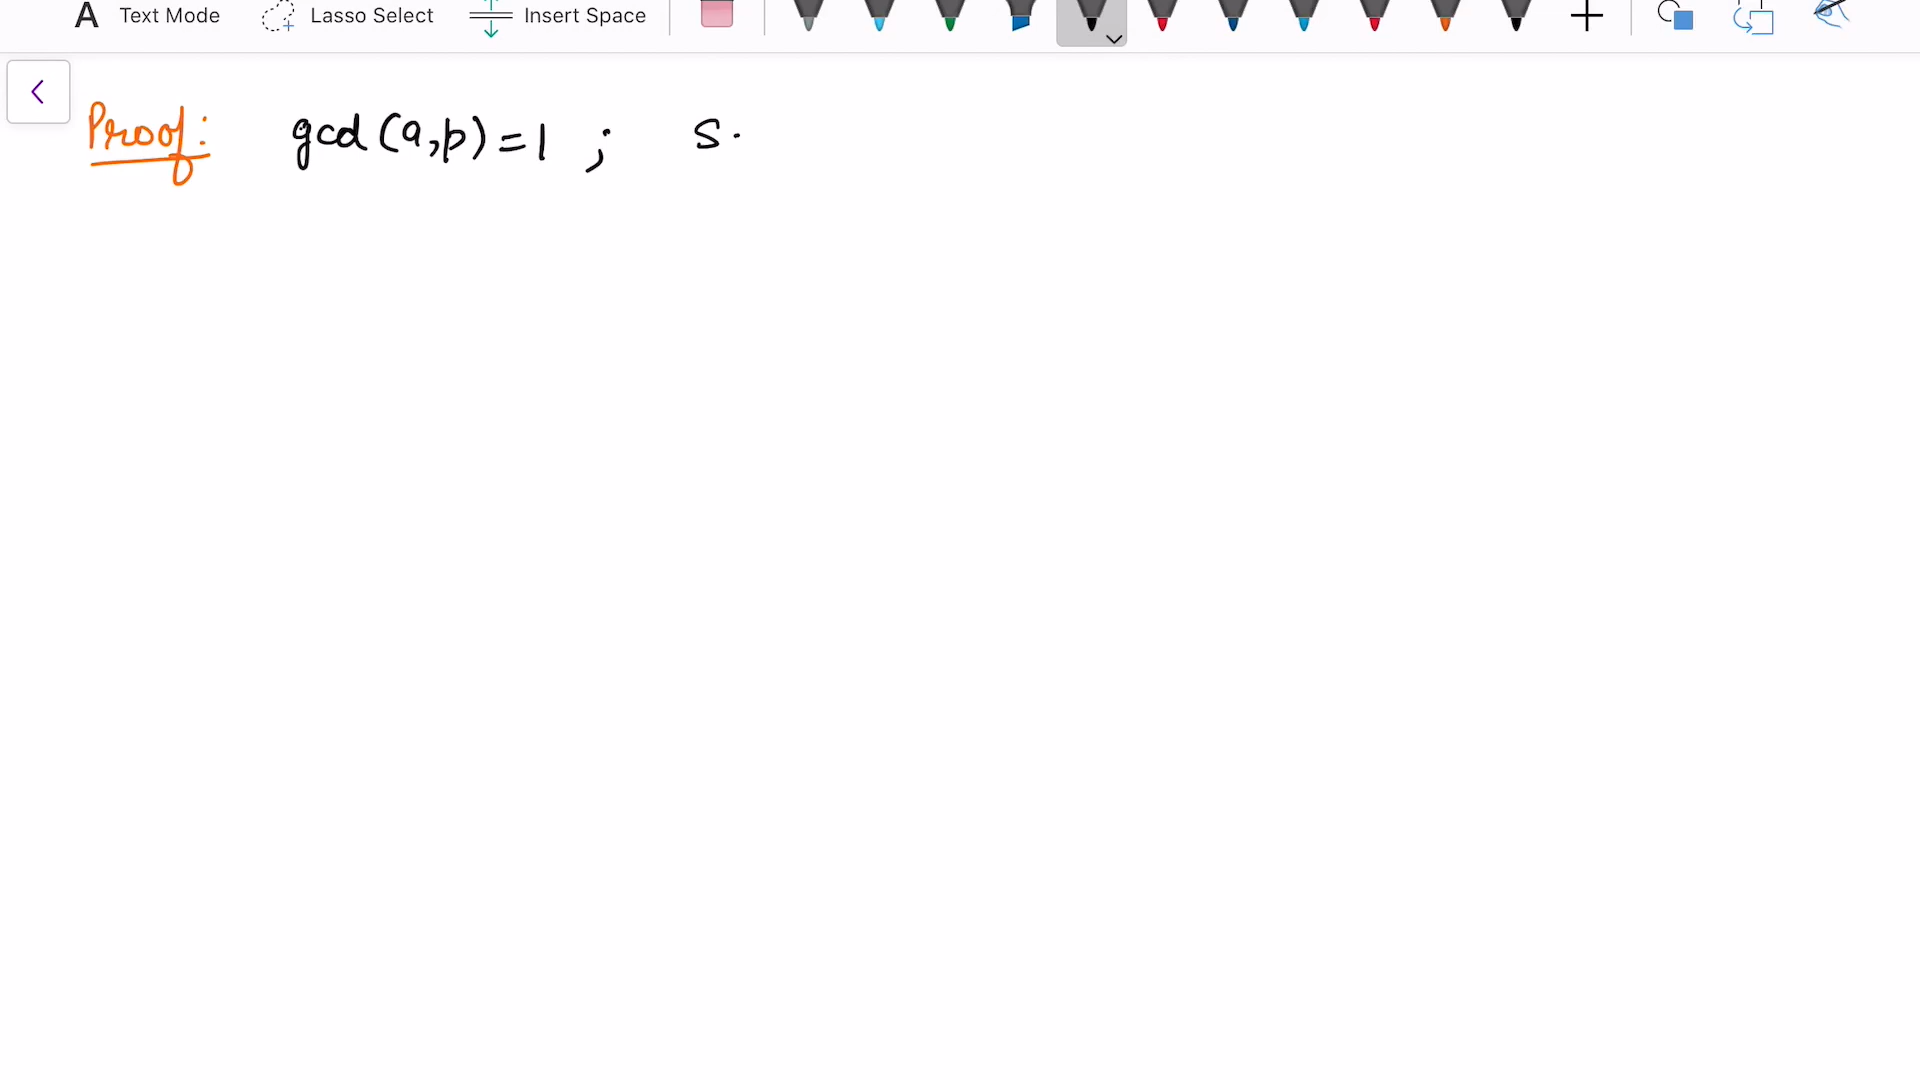 A Text Mode Lasso Select Insert Space
Proof: gcd (a,p) = 1 ; S.